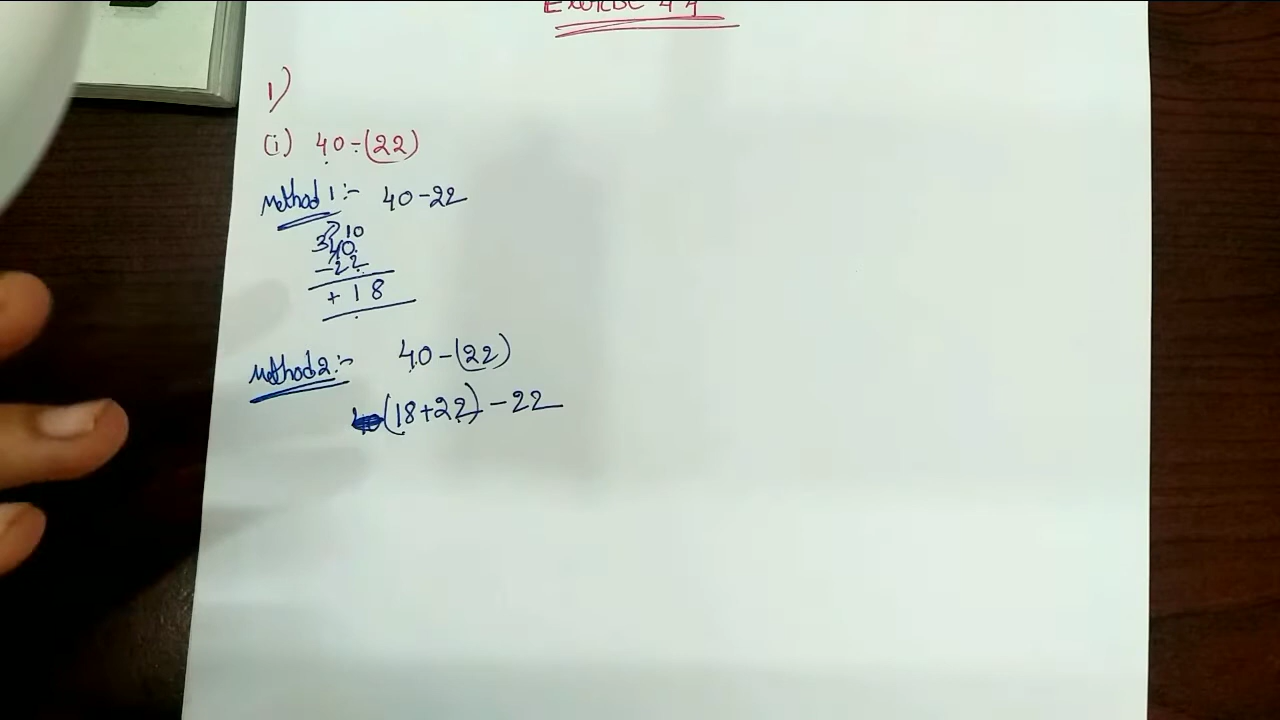 1)
(i) 40-(22)
Method 1:- 40-22
3 10
40
-22
+18
Method 2:- 40-(22)
(18+22)-22